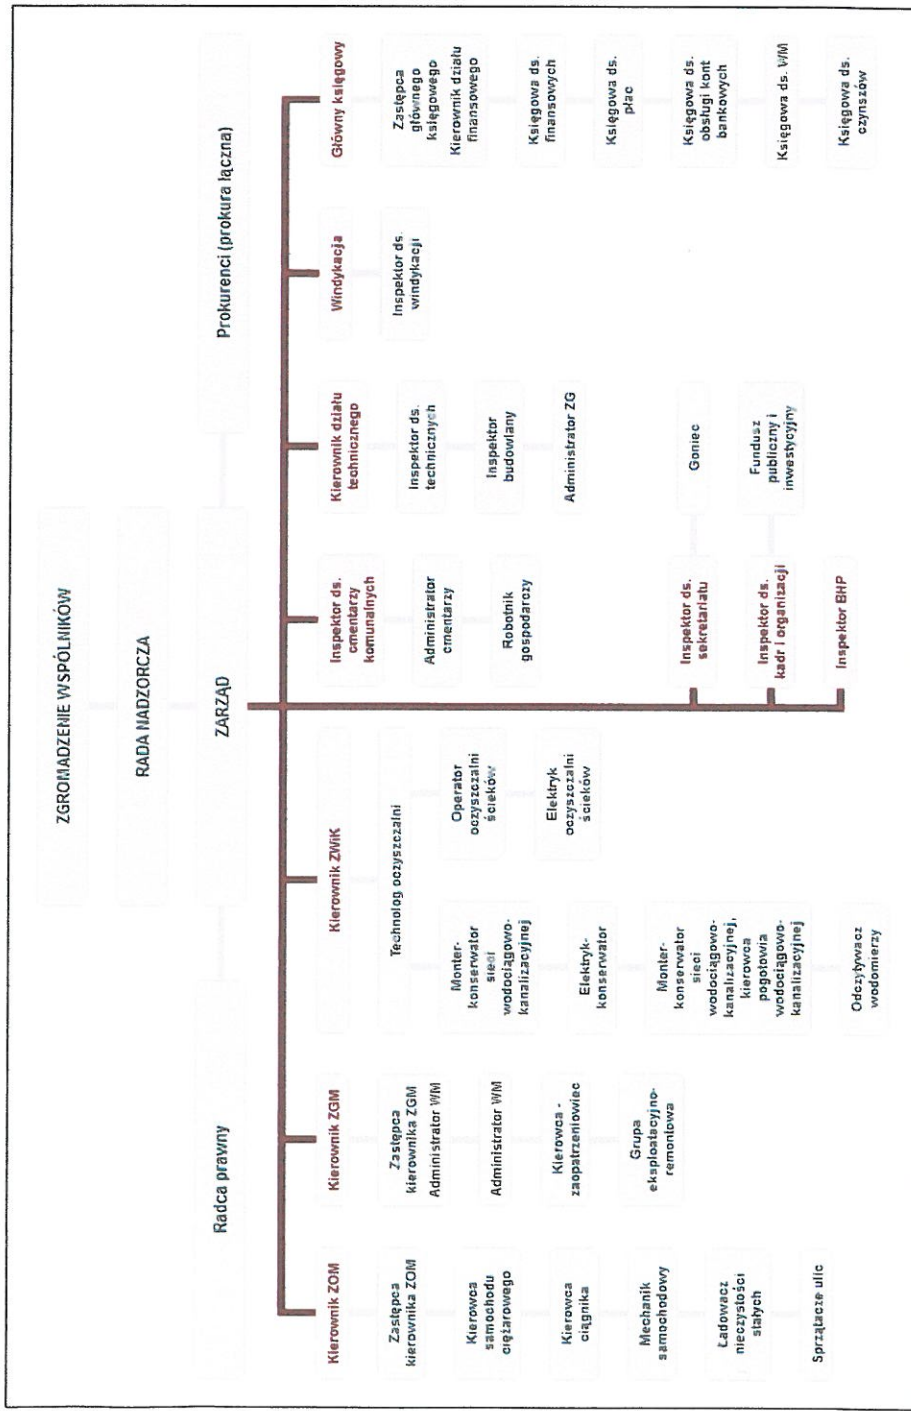 ZGROMADZENIE WSPÓLNIKÓW
RADA NADZORCZA
Radca prawny
ZARZĄD
Prokurenci (prokura łączna)
Kierownik ZOM
Zastępca
kierownika ZOM
Kierowca
samochodu
ciężarowego
Kierowca
ciągnika
Mechanik
samochodowy
Ładowacz
nieczystości
stałych
Sprzątacze ulic
Kierownik ZGM
Zastępca
kierownika ZGM
Administrator WM
Administrator WM
Kierowca -
zaopatrzeniowiec
Grupa
eksploatacyjno-
remontowa
Kierownik ZWiK
Technolog oczyszczalni
Monter-
konserwator
sieci
wodociągowo-
kanalizacyjnej
Elektryk-
konserwator
Monter-
konserwator
sieci
wodociągowo-
kanalizacyjnej,
kierowca
pogotowia
wodociągowo-
kanalizacyjnej
Odczytywacz
wodomierzy
Operator
oczyszczalni
ścieków
Elektryk
oczyszczalni
ścieków
Inspektor ds.
cmentarzy
komunalnych
Administrator
cmentarzy
Robotnik
gospodarczy
Inspektor ds.
sekretariatu
Goniec
Inspektor ds.
kadr i organizacji
Fundusz
publiczny i
inwestycyjny
Inspektor BHP
Kierownik działu
technicznego
Inspektor ds.
technicznych
Inspektor
budowlany
Administrator ZG
Windykacja
Inspektor ds.
windykacji
Główny księgowy
Zastępca
głównego
księgowego
Kierownik działu
finansowego
Księgowa ds.
finansowych
Księgowa ds.
płac
Księgowa ds.
obsługi kont
bankowych
Księgowa ds. WM
Księgowa ds.
czynszów